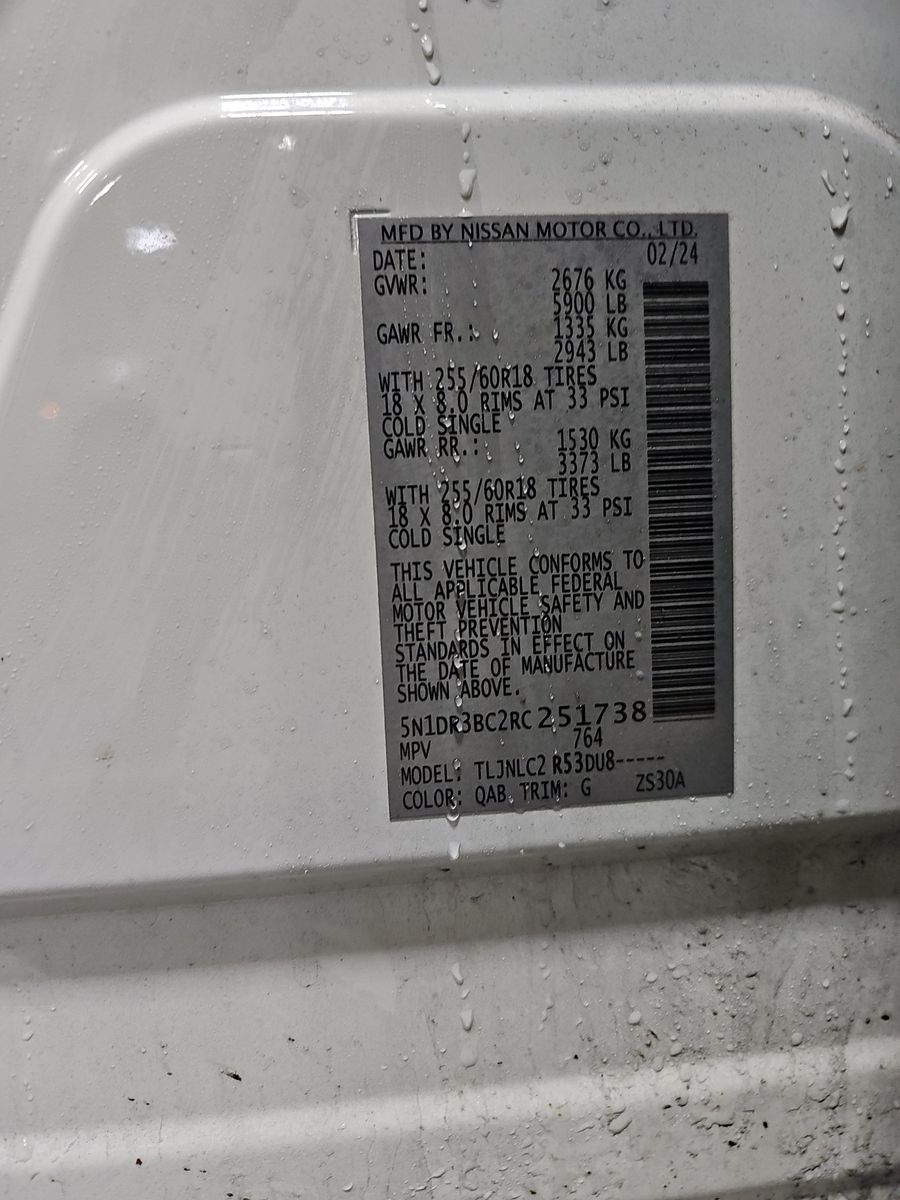 MFD BY NISSAN MOTOR CO., LTD.
DATE: 02/24
GVWR: 2676 KG
5900 LB
GAWR FR.: 1335 KG
2943 LB
WITH 255/60R18 TIRES
18 X 8.0 RIMS AT 33 PSI
COLD SINGLE
GAWR RR.: 1530 KG
3373 LB
WITH 255/60R18 TIRES
18 X 8.0 RIMS AT 33 PSI
COLD SINGLE
THIS VEHICLE CONFORMS TO
ALL APPLICABLE FEDERAL
MOTOR VEHICLE SAFETY AND
THEFT PREVENTION
STANDARDS IN EFFECT ON
THE DATE OF MANUFACTURE
SHOWN ABOVE.
5N1DR3BC2RC251738
MPV 764
MODEL: TLJNLC2 R53DU8-----
COLOR: QAB TRIM: G ZS30A